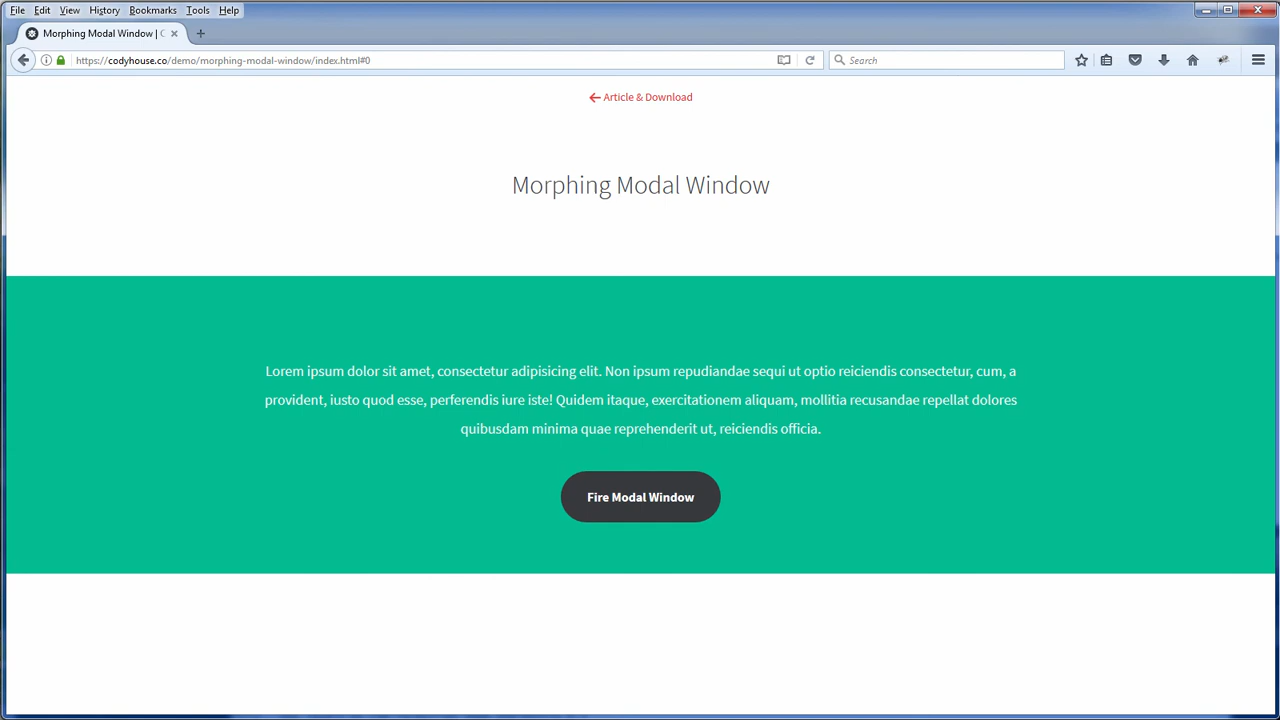 File Edit View History Bookmarks Tools Help
Morphing Modal Window |
https://codyhouse.co/demo/morphing-modal-window/index.html#0
Search
Article & Download
Morphing Modal Window
Lorem ipsum dolor sit amet, consectetur adipisicing elit. Non ipsum repudiandae sequi ut optio reiciendis consectetur, cum, a
provident, iusto quod esse, perferendis iure iste! Quidem itaque, exercitationem aliquam, mollitia recusandae repellat dolores
quibusdam minima quae reprehenderit ut, reiciendis officia.
Fire Modal Window